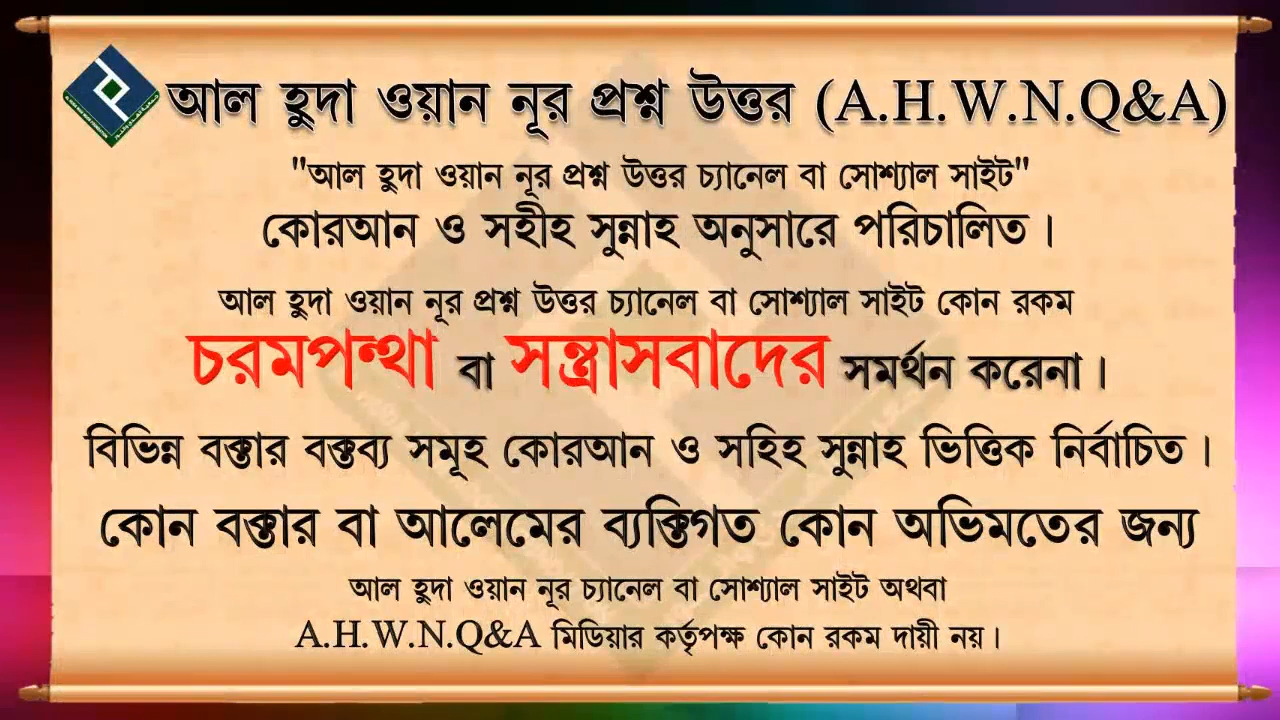 আল হুদা ওয়ান নূর প্রশ্ন উত্তর (A.H.W.N.Q&A)
"আল হুদা ওয়ান নূর প্রশ্ন উত্তর চ্যানেল বা সোশ্যাল সাইট"
কোরআন ও সহীহ সুন্নাহ অনুসারে পরিচালিত।
আল হুদা ওয়ান নূর প্রশ্ন উত্তর চ্যানেল বা সোশ্যাল সাইট কোন রকম
চরমপন্থা বা সন্ত্রাসবাদের সমর্থন করেনা।
বিভিন্ন বক্তার বক্তব্য সমূহ কোরআন ও সহিহ সুন্নাহ ভিত্তিক নির্বাচিত।
কোন বক্তার বা আলেমের ব্যক্তিগত কোন অভিমতের জন্য
আল হুদা ওয়ান নূর চ্যানেল বা সোশ্যাল সাইট অথবা
A.H.W.N.Q&A মিডিয়ার কর্তৃপক্ষ কোন রকম দায়ী নয়।